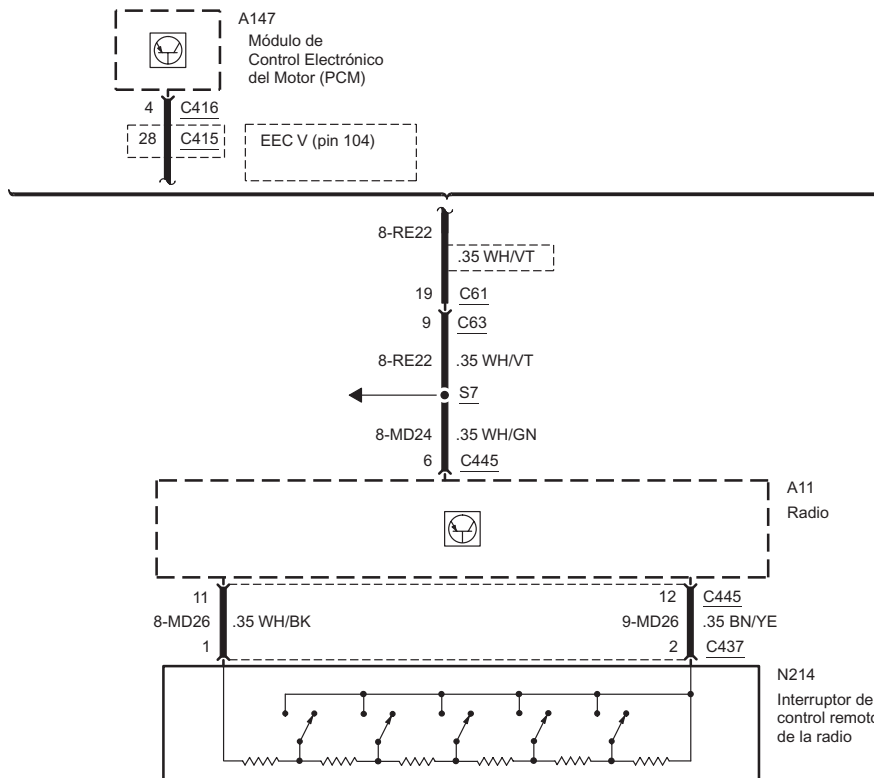 A147
Módulo de
Control Electrónico
del Motor (PCM)
4 C416
28 C415
EEC V (pin 104)
8-RE22
.35 WH/VT
19 C61
9 C63
8-RE22 .35 WH/VT
S7
8-MD24 .35 WH/GN
6 C445
A11
Radio
11 12 C445
8-MD26 .35 WH/BK 9-MD26 .35 BN/YE
1 2 C437
N214
Interruptor de
control remoto
de la radio